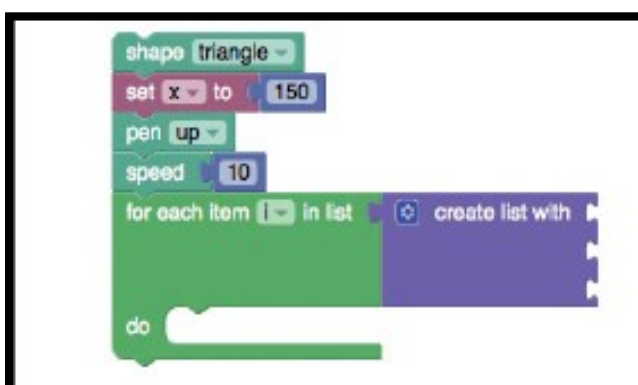 shape triangle
set x to 150
pen up
speed 10
for each item i in list create list with
do